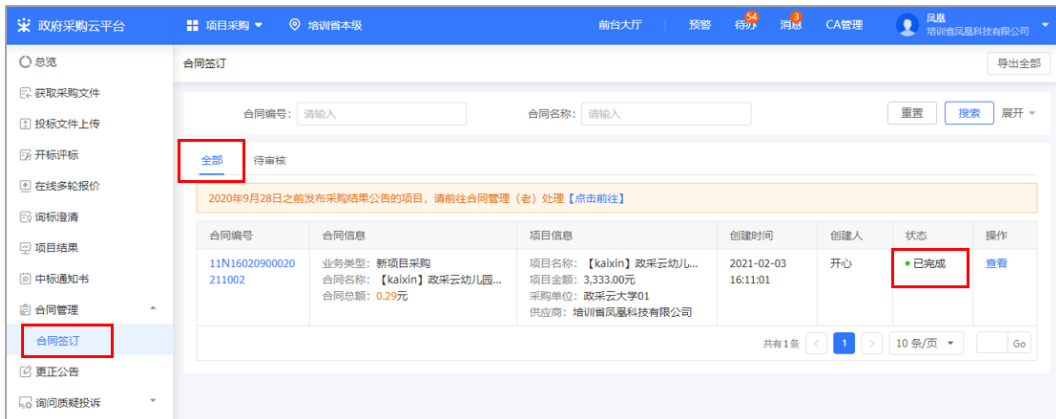 政府采购云平台
项目采购
培训省本级
前台大厅
预警
待办
54
消息
3
CA管理
凤凰
培训省凤凰科技有限公司
总览
获取采购文件
投标文件上传
开标评标
在线多轮报价
询标澄清
项目结果
中标通知书
合同管理
合同签订
更正公告
询问质疑投诉
合同签订
导出全部
合同编号： 请输入
合同名称： 请输入
重置
搜索
展开
全部
待审核
2020年9月28日之前发布采购结果公告的项目，请前往合同管理（老）处理【点击前往】
合同编号 合同信息 项目信息 创建时间 创建人 状态 操作
11N16020900020
211002
业务类型：新项目采购
合同名称：【kaixin】政采云幼儿园...
合同总额：0.29元
项目名称：【kaixin】政采云幼儿...
项目金额：3,333.00元
采购单位：政采云大学01
供应商：培训省凤凰科技有限公司
2021-02-03
16:11:01
开心
已完成
查看
共有1条 < 1 > 10 条/页 Go